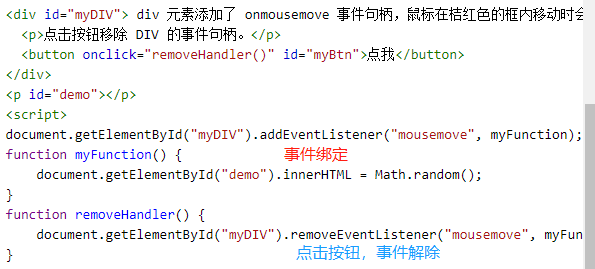 <div id="myDIV"> div 元素添加了 onmousemove 事件句柄，鼠标在桔红色的框内移动时会
<p>点击按钮移除 DIV 的事件句柄。</p>
<button onclick="removeHandler()" id="myBtn">点我</button>
</div>
<p id="demo"></p>
<script>
document.getElementById("myDIV").addEventListener("mousemove", myFunction);
function myFunction() {
事件绑定
document.getElementById("demo").innerHTML = Math.random();
}
function removeHandler() {
document.getElementById("myDIV").removeEventListener("mousemove", myFun
}
点击按钮，事件解除